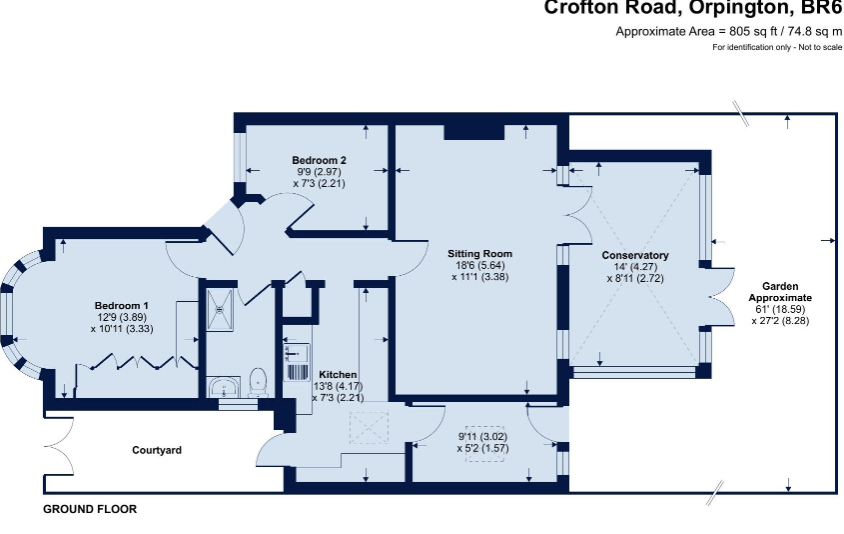 Crofton Road, Orpington, BR6
Approximate Area = 805 sq ft / 74.8 sq m
For identification only - Not to scale
Bedroom 2
9'9 (2.97)
x 7'3 (2.21)
Sitting Room
18'6 (5.64)
x 11'1 (3.38)
Conservatory
14' (4.27)
x 8'11 (2.72)
Garden
Approximate
61' (18.59)
x 27'2 (8.28)
Bedroom 1
12'9 (3.89)
x 10'11 (3.33)
Kitchen
13'8 (4.17)
x 7'3 (2.21)
9'11 (3.02)
x 5'2 (1.57)
Courtyard
GROUND FLOOR